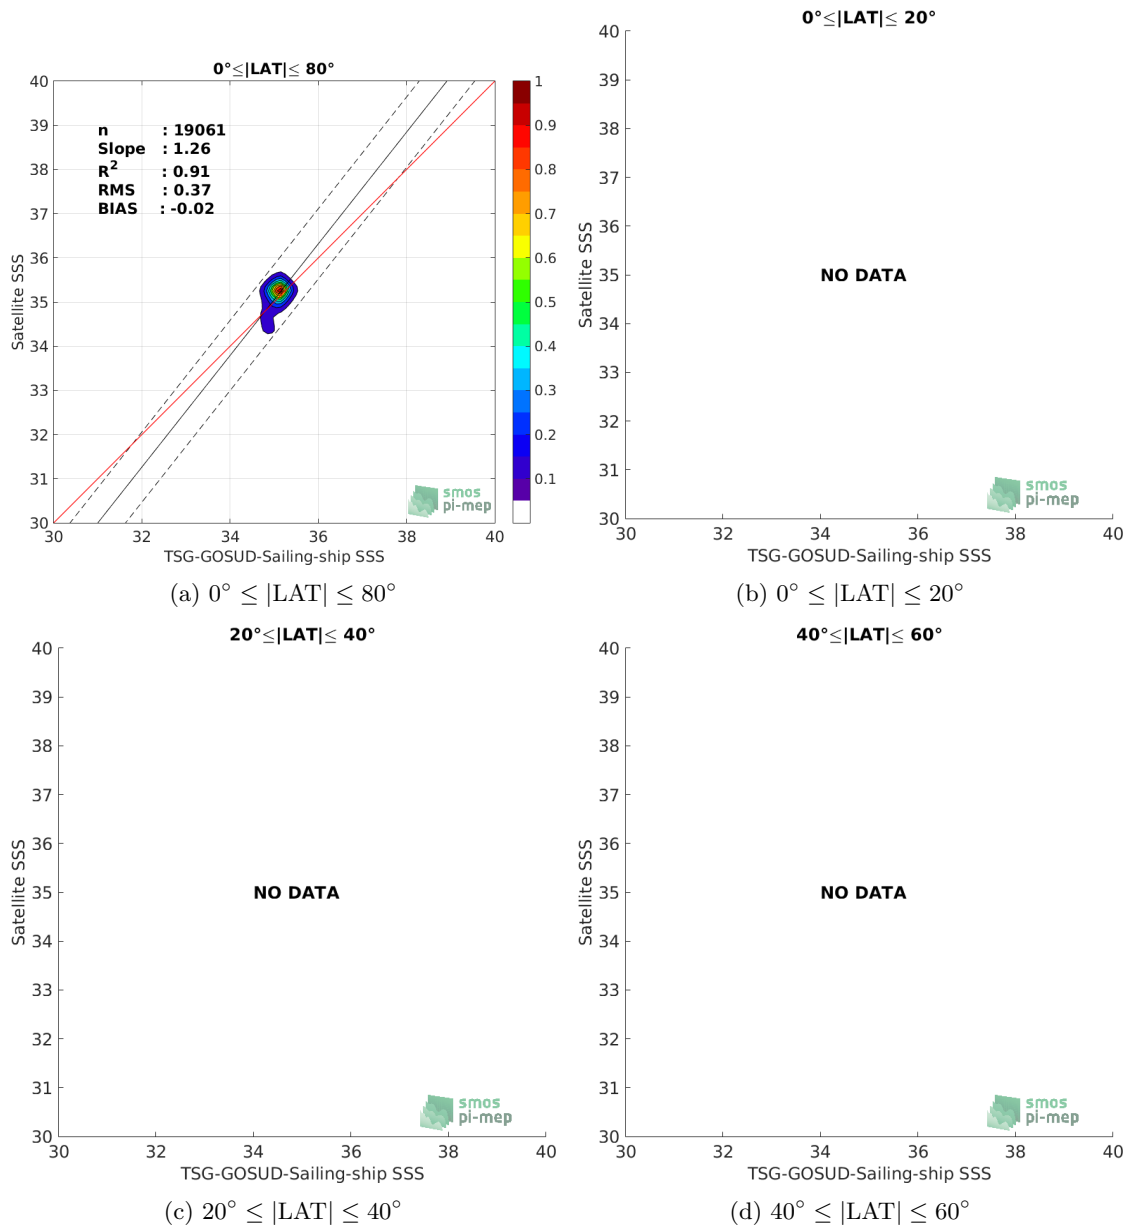 0°≤|LAT|≤ 80°
40
39
38
37
36
35
34
33
32
31
30
Satellite SSS
n : 19061
Slope : 1.26
R2 : 0.91
RMS : 0.37
BIAS : -0.02
smos
pi-mep
30 32 34 36 38 40
TSG-GOSUD-Sailing-ship SSS
1
0.9
0.8
0.7
0.6
0.5
0.4
0.3
0.2
0.1
(a) 0° ≤ |LAT| ≤ 80°
0°≤|LAT|≤ 20°
40
39
38
37
36
35
34
33
32
31
30
Satellite SSS
NO DATA
smos
pi-mep
30 32 34 36 38 40
TSG-GOSUD-Sailing-ship SSS
(b) 0° ≤ |LAT| ≤ 20°
20°≤|LAT|≤ 40°
40
39
38
37
36
35
34
33
32
31
30
Satellite SSS
NO DATA
smos
pi-mep
30 32 34 36 38 40
TSG-GOSUD-Sailing-ship SSS
(c) 20° ≤ |LAT| ≤ 40°
40°≤|LAT|≤ 60°
40
39
38
37
36
35
34
33
32
31
30
Satellite SSS
NO DATA
smos
pi-mep
30 32 34 36 38 40
TSG-GOSUD-Sailing-ship SSS
(d) 40° ≤ |LAT| ≤ 60°